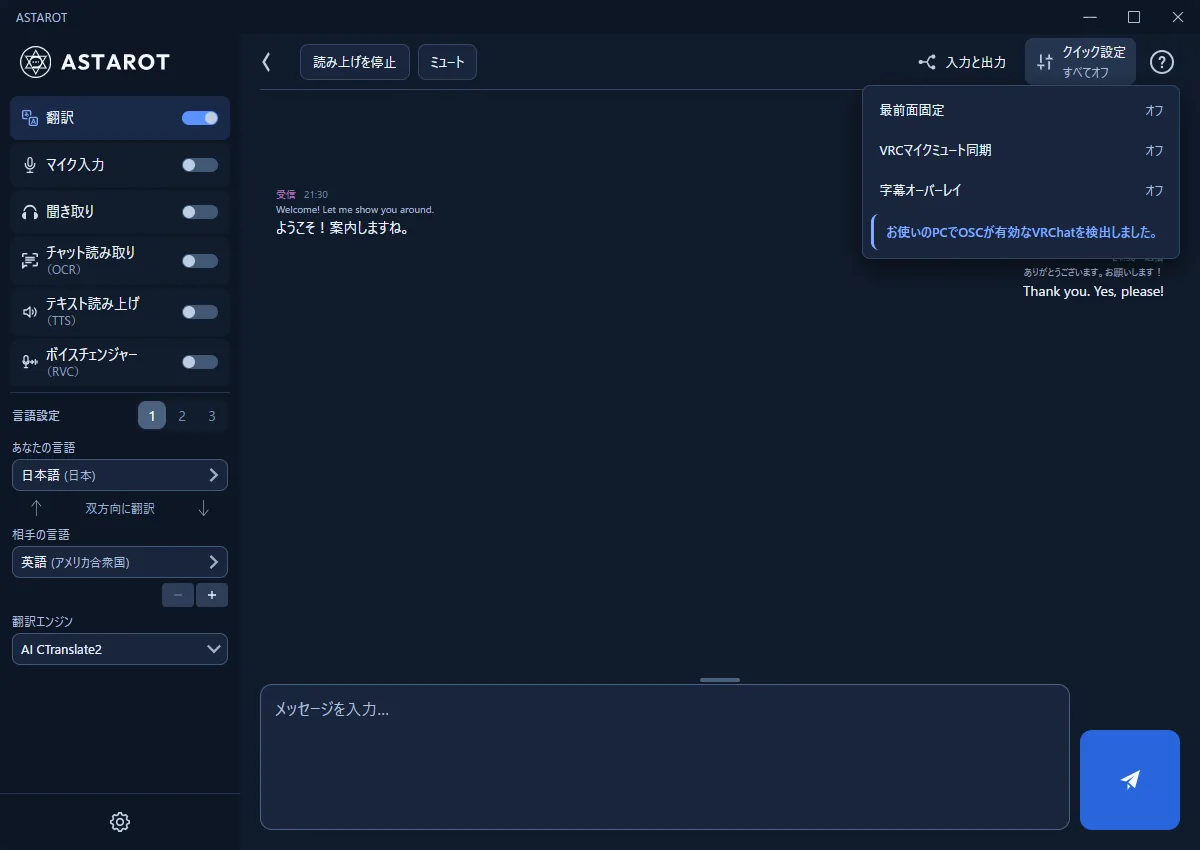 ASTAROT
ASTAROT
翻訳
マイク入力
聞き取り
チャット読み取り
(OCR)
テキスト読み上げ
(TTS)
ボイスチェンジャー
(RVC)
言語設定
1 2 3
あなたの言語
日本語 (日本)
双方向に翻訳
相手の言語
英語 (アメリカ合衆国)
翻訳エンジン
AI CTranslate2
読み上げを停止
ミュート
入力と出力
クイック設定
すべてオフ
?
最前面固定 オフ
VRCマイクミュート同期 オフ
字幕オーバーレイ オフ
お使いのPCでOSCが有効なVRChatを検出しました。
受信 21:30
Welcome! Let me show you around.
ようこそ！案内しますね。
ありがとうございます。お願いします！
Thank you. Yes, please!
メッセージを入力...